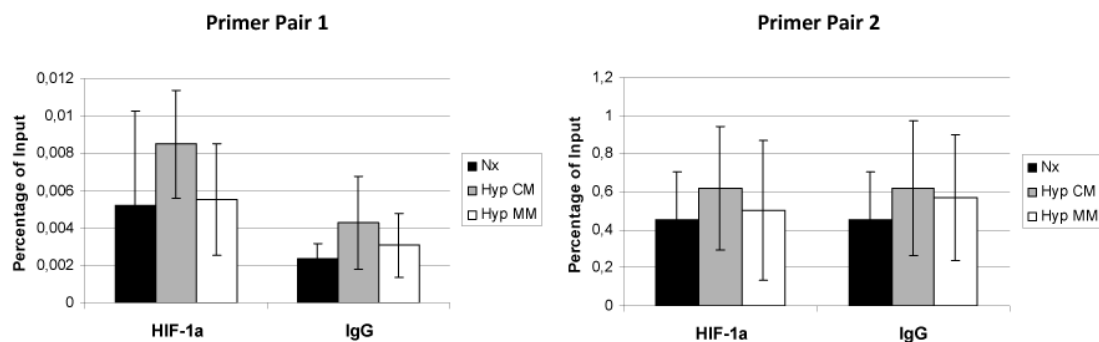 Primer Pair 1
Percentage of Input
0,012
0,01
0,008
0,006
0,004
0,002
0
HIF-1a
IgG
Nx
Hyp CM
Hyp MM
Primer Pair 2
Percentage of Input
1,2
1
0,8
0,6
0,4
0,2
0
HIF-1a
IgG
Nx
Hyp CM
Hyp MM